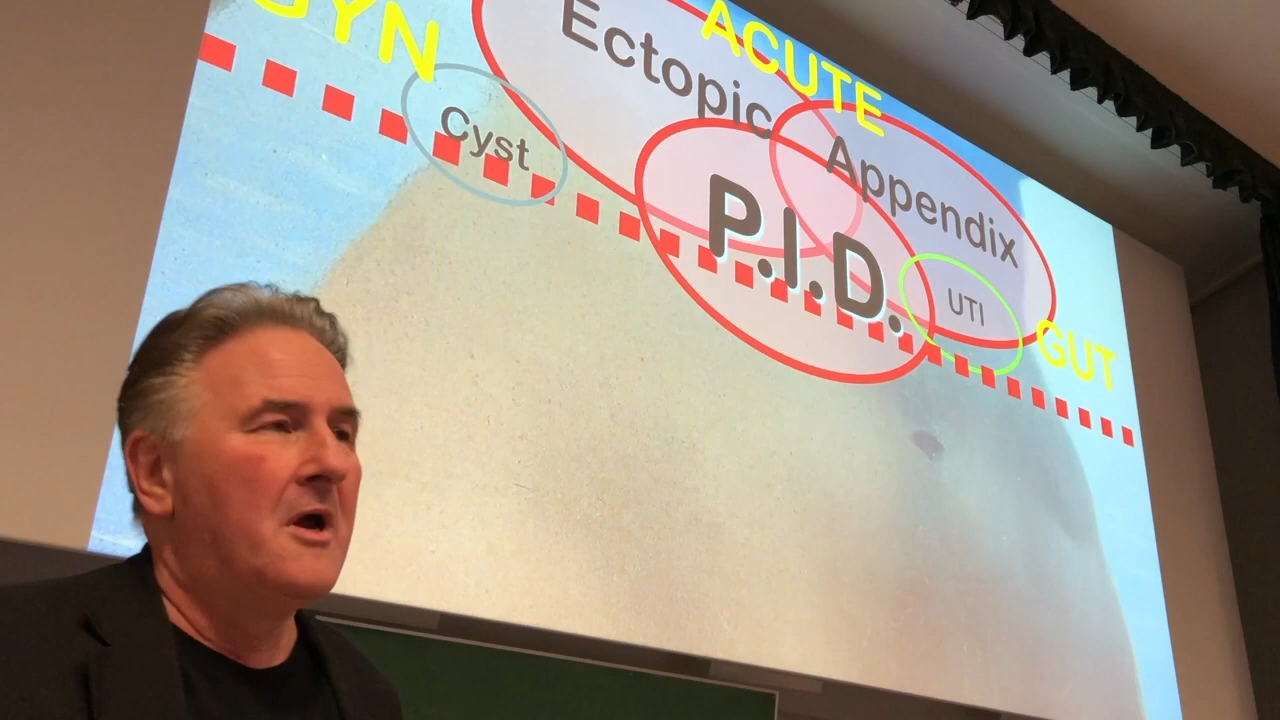 GYN
ACUTE
Ectopic
Cyst
Appendix
P.I.D.
UTI
GUT